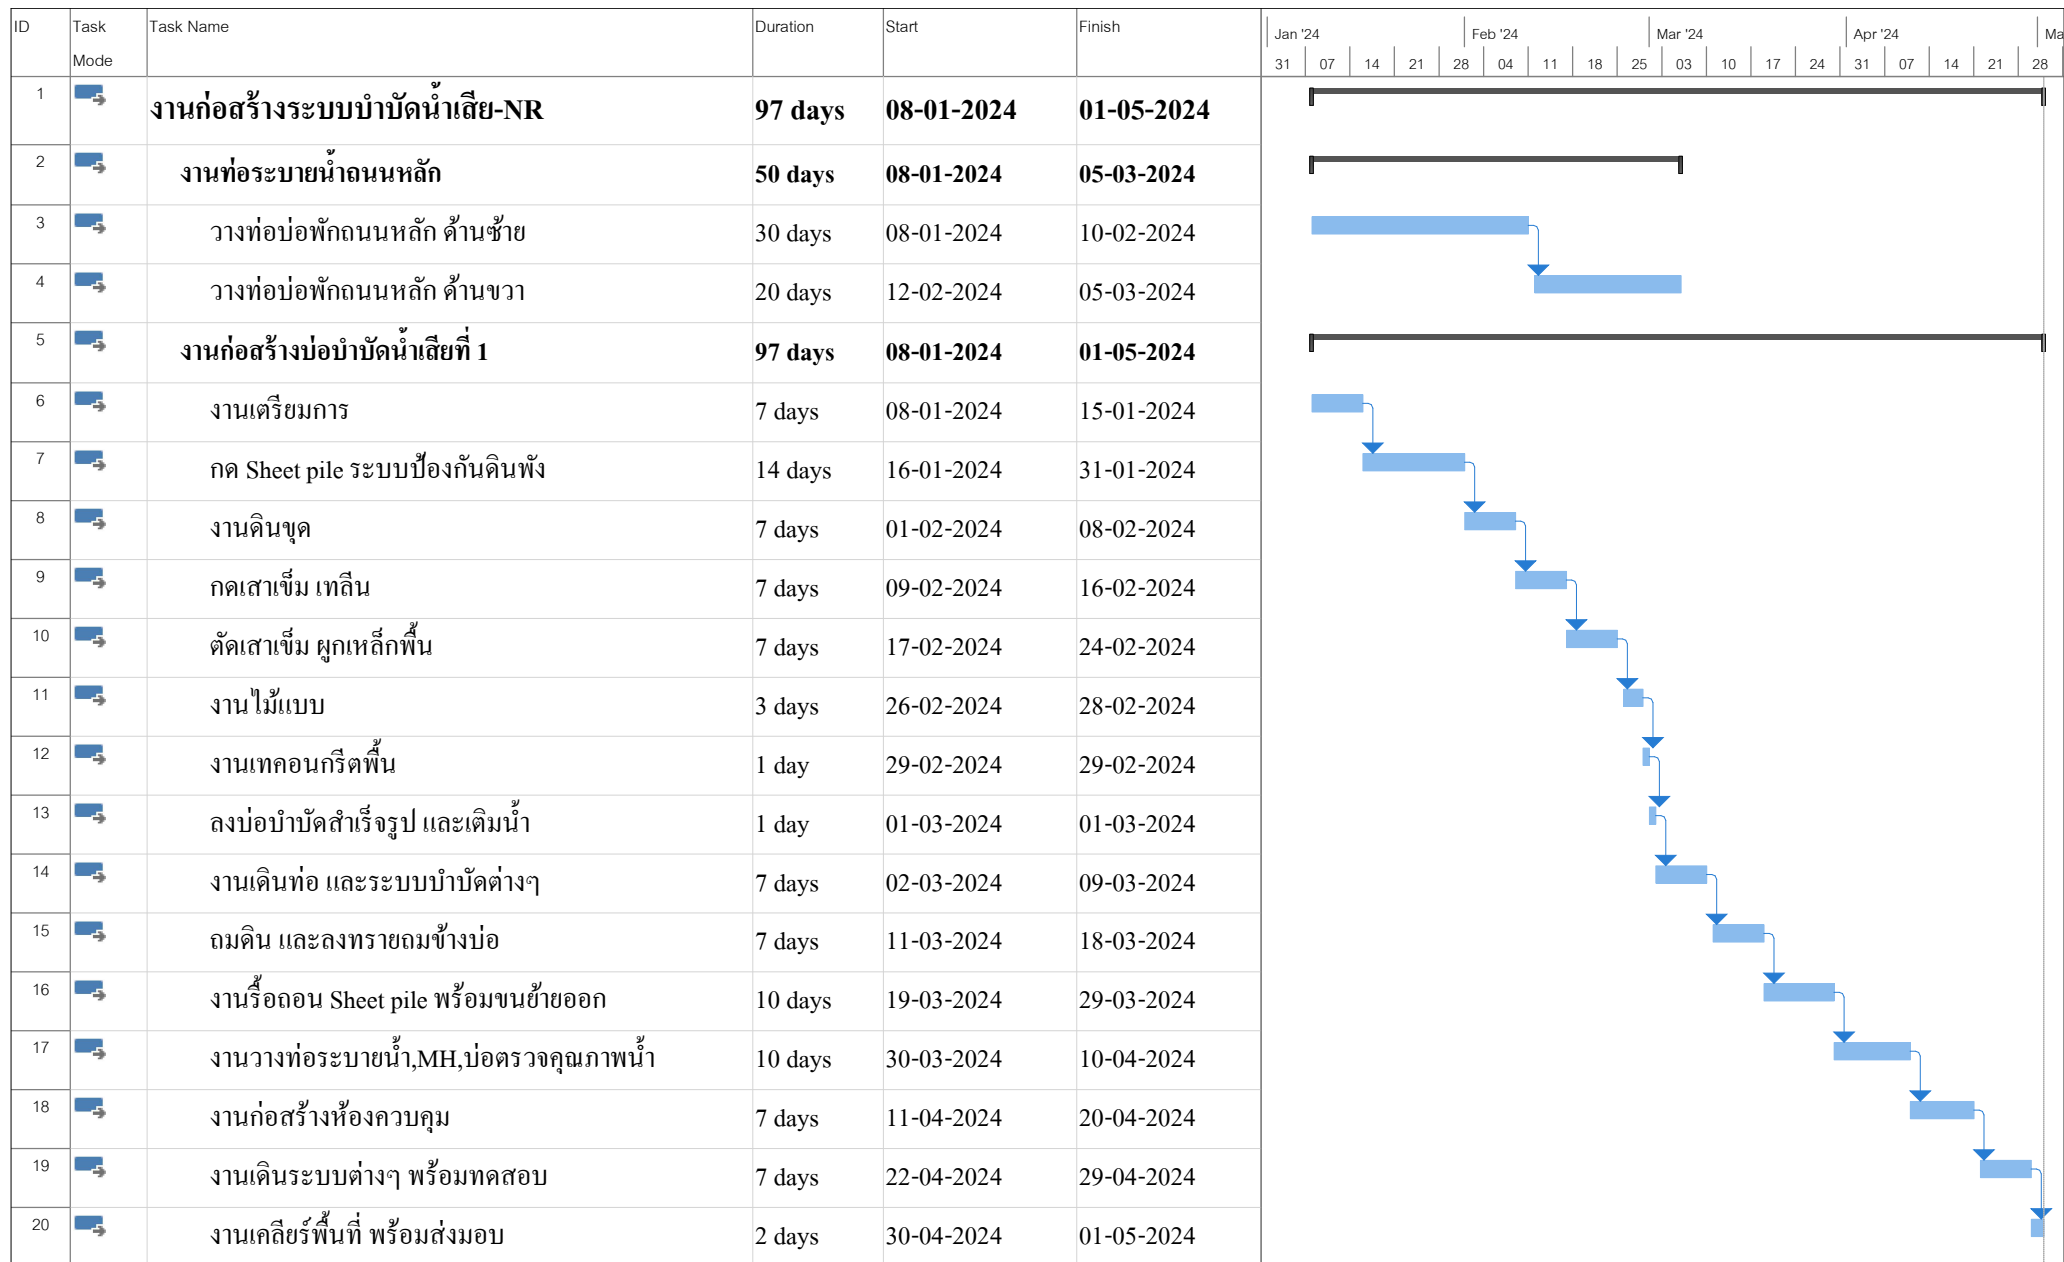 ID Task Mode Task Name Duration Start Finish
Jan '24 Feb '24 Mar '24 Apr '24 Ma
31 07 14 21 28 04 11 18 25 03 10 17 24 31 07 14 21 28
1 งานก่อสร้างระบบบำบัดน้ำเสีย-NR 97 days 08-01-2024 01-05-2024
2 งานท่อระบายน้ำถนนหลัก 50 days 08-01-2024 05-03-2024
3 วางท่อบ่อพักถนนหลัก ด้านซ้าย 30 days 08-01-2024 10-02-2024
4 วางท่อบ่อพักถนนหลัก ด้านขวา 20 days 12-02-2024 05-03-2024
5 งานก่อสร้างบ่อบำบัดน้ำเสียที่ 1 97 days 08-01-2024 01-05-2024
6 งานเตรียมการ 7 days 08-01-2024 15-01-2024
7 กด Sheet pile ระบบป้องกันดินพัง 14 days 16-01-2024 31-01-2024
8 งานดินขุด 7 days 01-02-2024 08-02-2024
9 กดเสาเข็ม เทลีน 7 days 09-02-2024 16-02-2024
10 ตัดเสาเข็ม ผูกเหล็กพื้น 7 days 17-02-2024 24-02-2024
11 งานไม้แบบ 3 days 26-02-2024 28-02-2024
12 งานเทคอนกรีตพื้น 1 day 29-02-2024 29-02-2024
13 ลงบ่อบำบัดสำเร็จรูป และเติมน้ำ 1 day 01-03-2024 01-03-2024
14 งานเดินท่อ และระบบบำบัดต่างๆ 7 days 02-03-2024 09-03-2024
15 ถมดิน และลงทรายถมข้างบ่อ 7 days 11-03-2024 18-03-2024
16 งานรื้อถอน Sheet pile พร้อมขนย้ายออก 10 days 19-03-2024 29-03-2024
17 งานวางท่อระบายน้ำ,MH,บ่อตรวจคุณภาพน้ำ 10 days 30-03-2024 10-04-2024
18 งานก่อสร้างห้องควบคุม 7 days 11-04-2024 20-04-2024
19 งานเดินระบบต่างๆ พร้อมทดสอบ 7 days 22-04-2024 29-04-2024
20 งานเคลียร์พื้นที่ พร้อมส่งมอบ 2 days 30-04-2024 01-05-2024